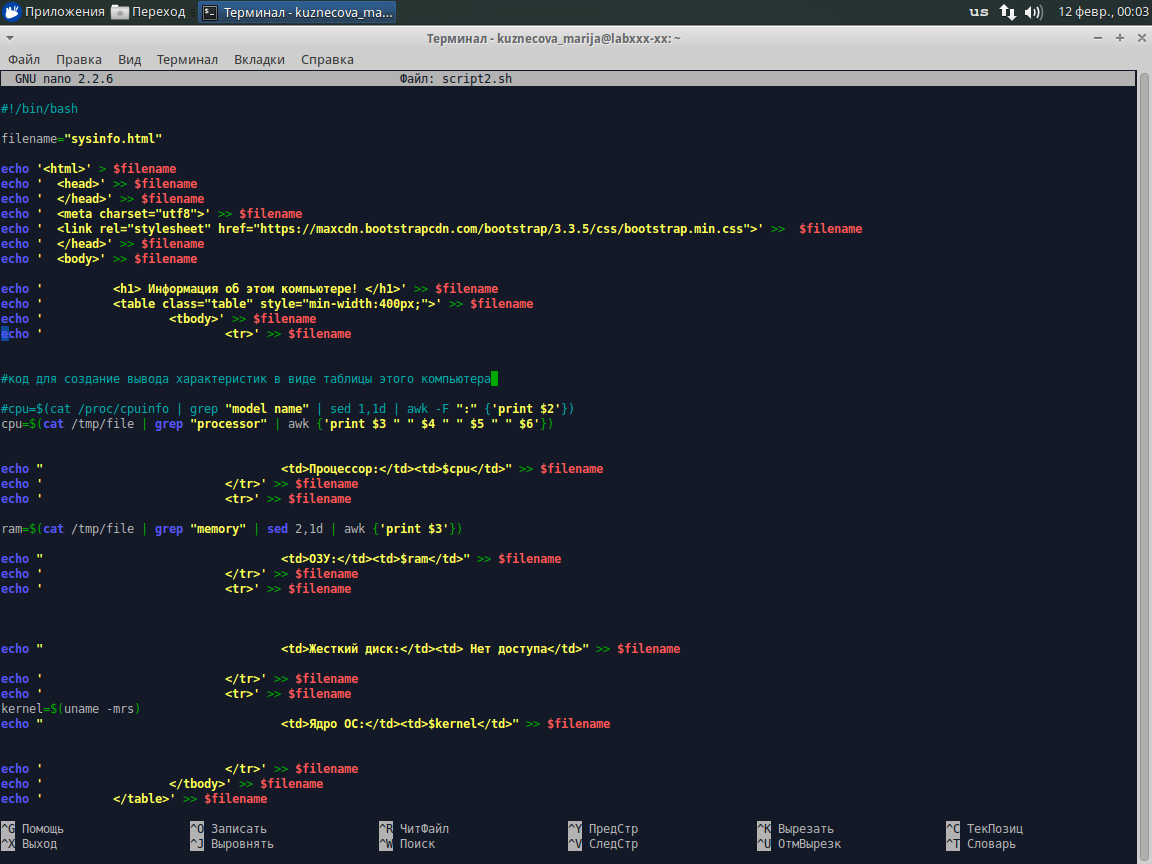 Приложения Переход Терминал - kuznecova_ma... us 12 февр., 00:03
Терминал - kuznecova_marija@labxxx-xx: ~
Файл Правка Вид Терминал Вкладки Справка
GNU nano 2.2.6 Файл: script2.sh
#!/bin/bash
filename="sysinfo.html"
echo '<html>' > $filename
echo '  <head>' >> $filename
echo '  </head>' >> $filename
echo '  <meta charset="utf8">' >> $filename
echo '  <link rel="stylesheet" href="https://maxcdn.bootstrapcdn.com/bootstrap/3.3.5/css/bootstrap.min.css">' >>  $filename
echo '  </head>' >> $filename
echo '  <body>' >> $filename
echo '          <h1> Информация об этом компьютере! </h1>' >> $filename
echo '          <table class="table" style="min-width:400px;">' >> $filename
echo '                  <tbody>' >> $filename
echo '                          <tr>' >> $filename
#код для создание вывода характеристик в виде таблицы этого компьютера
#cpu=$(cat /proc/cpuinfo | grep "model name" | sed 1,1d | awk -F ":" {'print $2'})
cpu=$(cat /tmp/file | grep "processor" | awk {'print $3 " " $4 " " $5 " " $6'})
echo "                                  <td>Процессор:</td><td>$cpu</td>" >> $filename
echo '                          </tr>' >> $filename
echo '                          <tr>' >> $filename
ram=$(cat /tmp/file | grep "memory" | sed 2,1d | awk {'print $3'})
echo "                                  <td>ОЗУ:</td><td>$ram</td>" >> $filename
echo '                          </tr>' >> $filename
echo '                          <tr>' >> $filename
echo "                                  <td>Жесткий диск:</td><td> Нет доступа</td>" >> $filename
echo '                          </tr>' >> $filename
echo '                          <tr>' >> $filename
kernel=$(uname -mrs)
echo "                                  <td>Ядро ОС:</td><td>$kernel</td>" >> $filename
echo '                          </tr>' >> $filename
echo '                  </tbody>' >> $filename
echo '          </table>' >> $filename
^G Помощь ^O Записать ^R ЧитФайл ^Y ПредСтр ^K Вырезать ^C ТекПозиц
^X Выход ^J Выровнять ^W Поиск ^V СледСтр ^U ОтмВырезк ^T Словарь